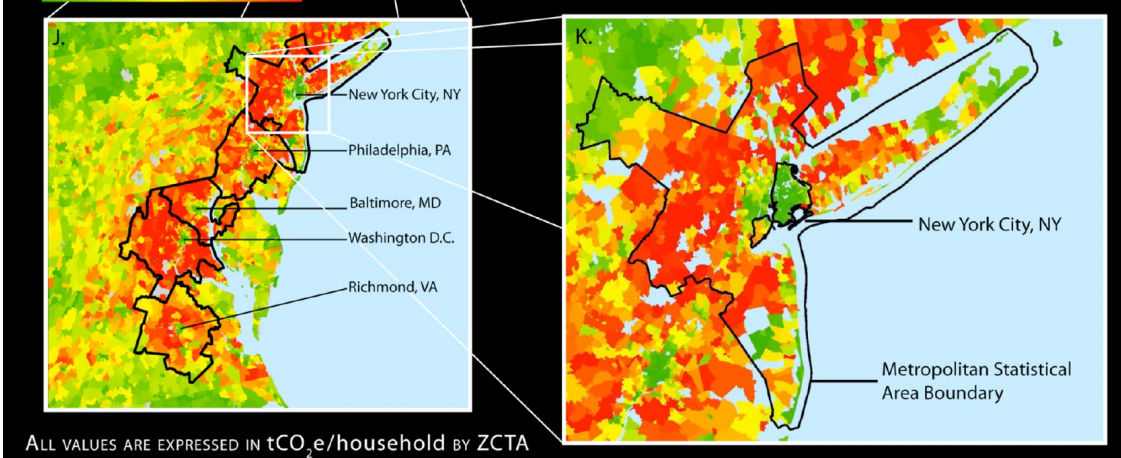 J.
New York City, NY
Philadelphia, PA
Baltimore, MD
Washington D.C.
Richmond, VA
K.
New York City, NY
Metropolitan Statistical
Area Boundary
ALL VALUES ARE EXPRESSED IN tCO₂e/household BY ZCTA